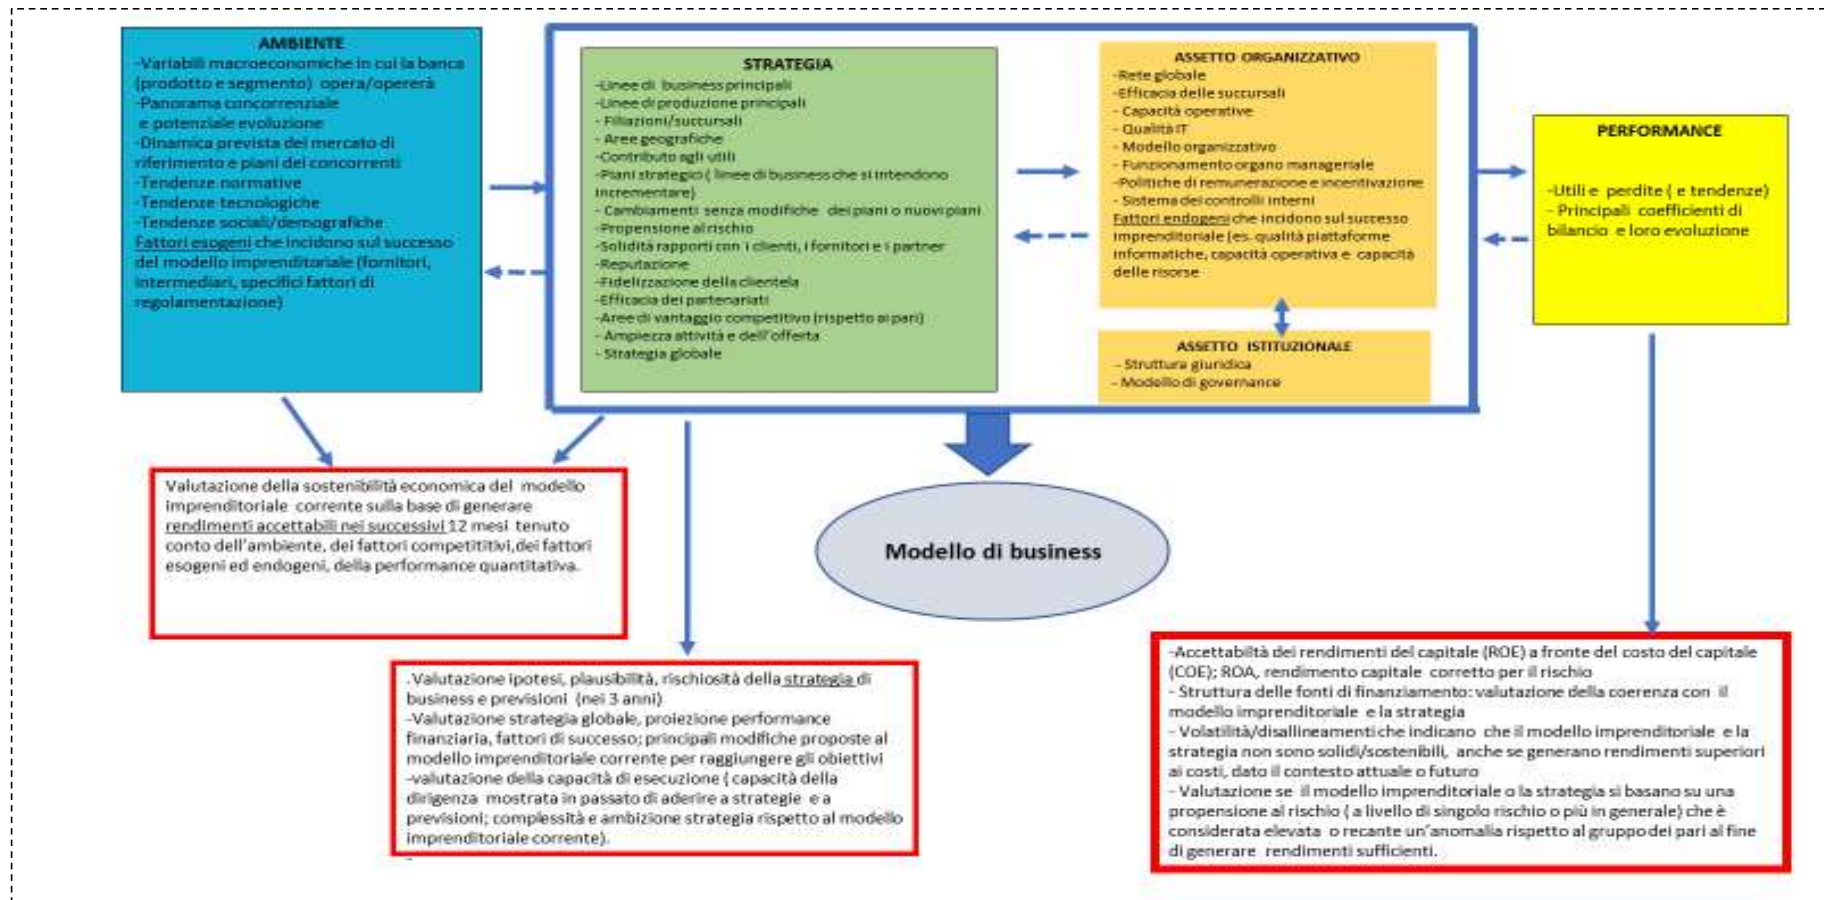 AMBIENTE
-Variabili macroeconomiche in cui la banca
(prodotto e segmento) opera/opererà
-Panorama concorrenziale
e potenziale evoluzione
-Dinamica prevista del mercato di
riferimento e piani dei concorrenti
-Tendenze normative
-Tendenze tecnologiche
-Tendenze sociali/demografiche
Fattori esogeni che incidono sul successo
del modello imprenditoriale (fornitori,
intermediari, specifici fattori di
regolamentazione)
STRATEGIA
-Linee di business principali
-Linee di produzione principali
- Filiazioni/succursali
- Aree geografiche
-Contributo agli utili
-Piani strategici ( linee di business che si intendono
incrementare)
- Cambiamenti senza modifiche dei piani o nuovi piani
-Propensione al rischio
-Solidità rapporti con i clienti, i fornitori e i partner
-Reputazione
-Fidelizzazione della clientela
-Efficacia dei partenariati
-Aree di vantaggio competitivo (rispetto ai pari)
- Ampiezza attività e dell'offerta
- Strategia globale
ASSETTO ORGANIZZATIVO
-Rete globale
-Efficacia delle succursali
- Capacità operative
- Qualità IT
- Modello organizzativo
- Funzionamento organo manageriale
-Politiche di remunerazione e incentivazione
- Sistema dei controlli interni
Fattori endogeni che incidono sul successo
imprenditoriale (es. qualità piattaforme
informatiche, capacità operativa e capacità
delle risorse)
ASSETTO ISTITUZIONALE
- Struttura giuridica
- Modello di governance
PERFORMANCE
-Utili e perdite ( e tendenze)
- Principali coefficienti di
bilancio e loro evoluzione
Valutazione della sostenibilità economica del modello
imprenditoriale corrente sulla base di generare
rendimenti accettabili nei successivi 12 mesi tenuto
conto dell'ambiente, dei fattori competititivi,dei fattori
esogeni ed endogeni, della performance quantitativa.
Modello di business
.Valutazione ipotesi, plausibilità, rischiosità della strategia di
business e previsioni (nei 3 anni)
-Valutazione strategia globale, proiezione performance
finanziaria, fattori di successo; principali modifiche proposte al
modello imprenditoriale corrente per raggiungere gli obiettivi
-valutazione della capacità di esecuzione ( capacità della
dirigenza mostrata in passato di aderire a strategie e a
previsioni; complessità e ambizione strategia rispetto al modello
imprenditoriale corrente).
-
-Accettabiltà dei rendimenti del capitale (ROE) a fronte del costo del capitale
(COE); ROA, rendimento capitale corretto per il rischio
- Struttura delle fonti di finanziamento: valutazione della coerenza con il
modello imprenditoriale e la strategia
- Volatilità/disallineamenti che indicano che il modello imprenditoriale e la
strategia non sono solidi/sostenibili, anche se generano rendimenti superiori
ai costi, dato il contesto attuale o futuro
- Valutazione se il modello imprenditoriale o la strategia si basano su una
propensione al rischio ( a livello di singolo rischio o più in generale) che è
considerata elevata o recante un'anomalia rispetto al gruppo dei pari al fine
di generare rendimenti sufficienti.